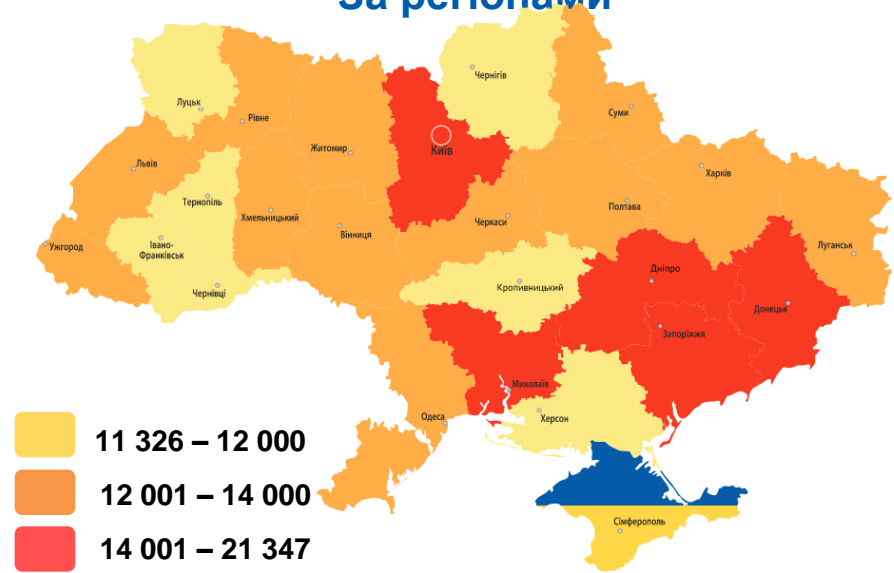 За регіонами
Чернігів
Луцьк
Рівне
Суми
Київ
Житомир
Львів
Харків
Тернопіль
Хмельницький
Черкаси
Полтава
Вінниця
Ужгород
Івано-
Франківськ
Луганськ
Дніпро
Чернівці
Кропивницький
Донецьк
Запоріжжя
Миколаїв
Одеса
Херсон
11 326 – 12 000
12 001 – 14 000
Сімферополь
14 001 – 21 347